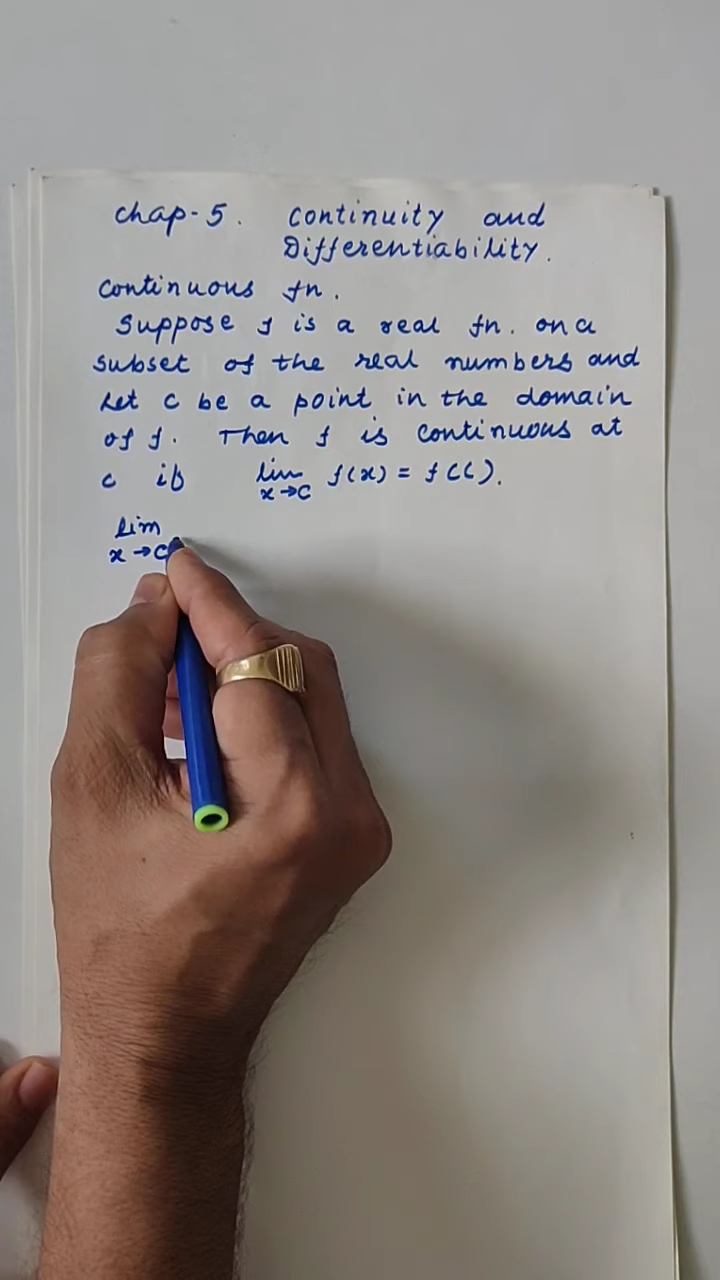 Chap-5. Continuity and
Differentiability.
Continuous fn.
Suppose f is a real fn. on a
subset of the real numbers and
let c be a point in the domain
of f. Then f is continuous at
c if lim f(x) = f(c).
x→c
lim
x→c